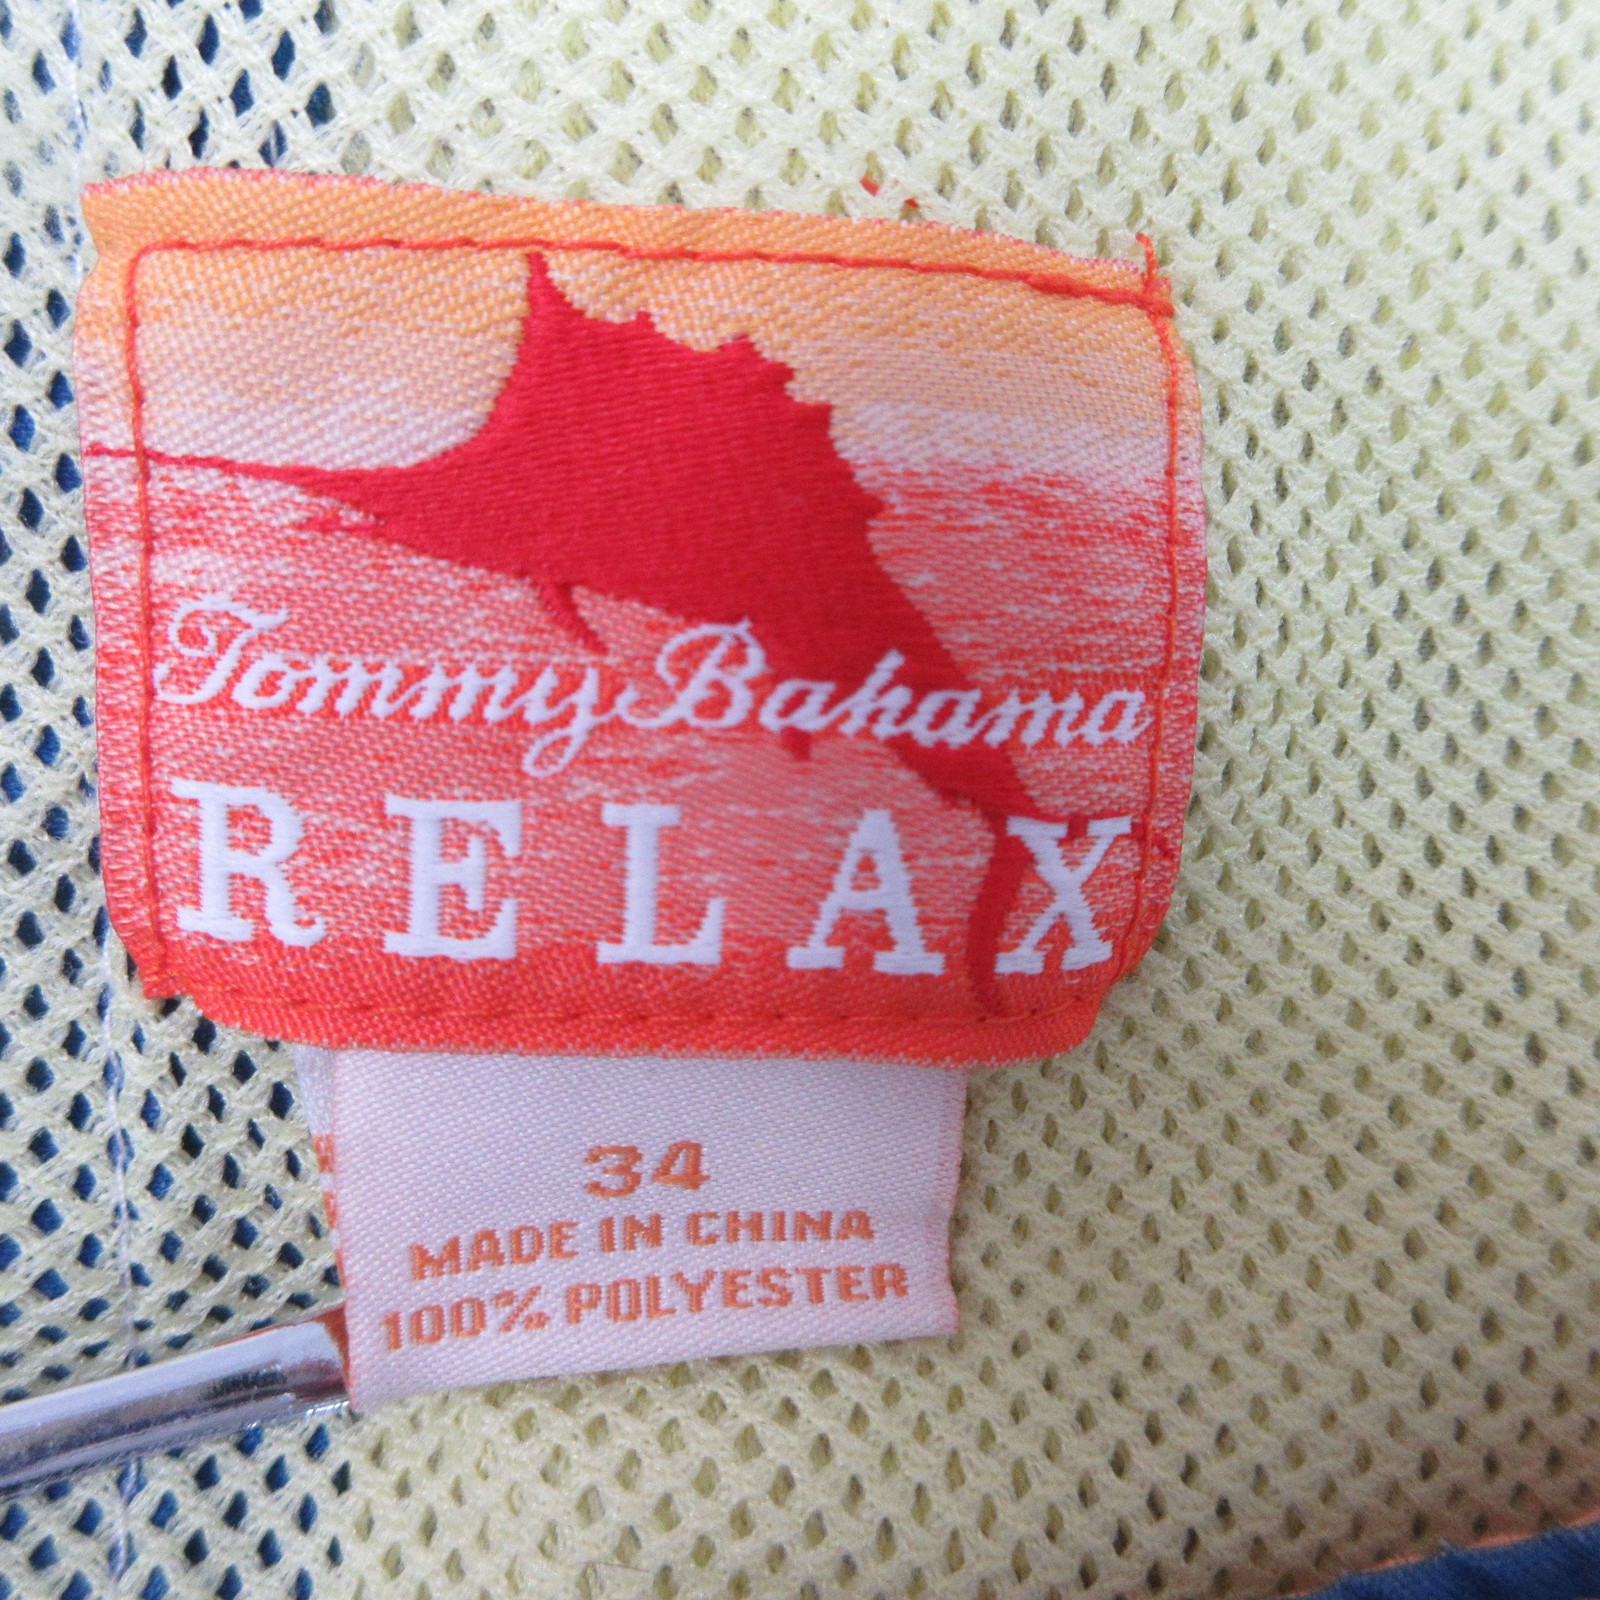 Tommy Bahama
RELAX
34
MADE IN CHINA
100% POLYESTER